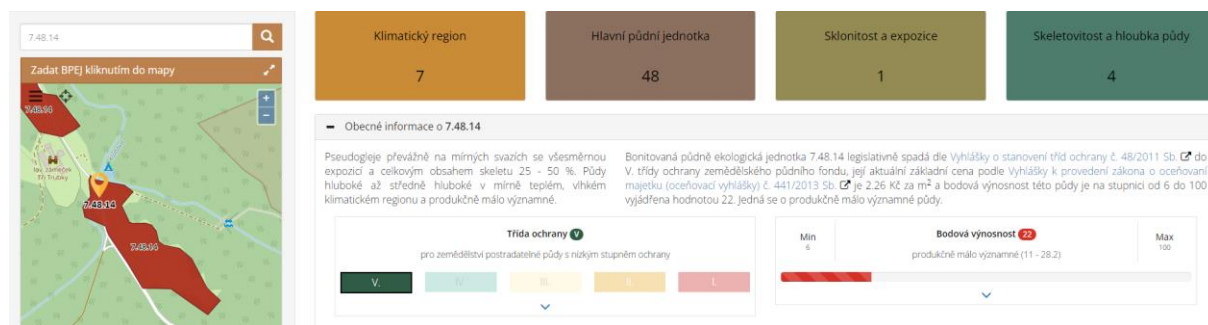 7.48.14
Zadat BPEJ kliknutím do mapy
7.48.14
lov. zámeček
Tři Trubky
7.48.14
7.48.14
+
−
Klimatický region
7
Hlavní půdní jednotka
48
Sklonitost a expozice
1
Skeletovitost a hloubka půdy
4
− Obecné informace o 7.48.14
Pseudogleje převážně na mírných svazích se všesměrnou
expozicí a celkovým obsahem skeletu 25 - 50 %. Půdy
hluboké až středně hluboké v mírně teplém, vlhkém
klimatickém regionu a produkčně málo významné.
Bonitovaná půdně ekologická jednotka 7.48.14 legislativně spadá dle Vyhlášky o stanovení tříd ochrany č. 48/2011 Sb. do
V. třídy ochrany zemědělského půdního fondu, její aktuální základní cena podle Vyhlášky k provedení zákona o oceňovaní
majetku (oceňovací vyhlášky) č. 441/2013 Sb. je 2.26 Kč za m² a bodová výnosnost této půdy je na stupnici od 6 do 100
vyjádřena hodnotou 22. Jedná se o produkčně málo významné půdy.
Třída ochrany V
pro zemědělství postradatelné půdy s nízkým stupněm ochrany
V. IV. III. II. I.
Min
6
Bodová výnosnost 22
produkčně málo významné (11 - 28.2)
Max
100